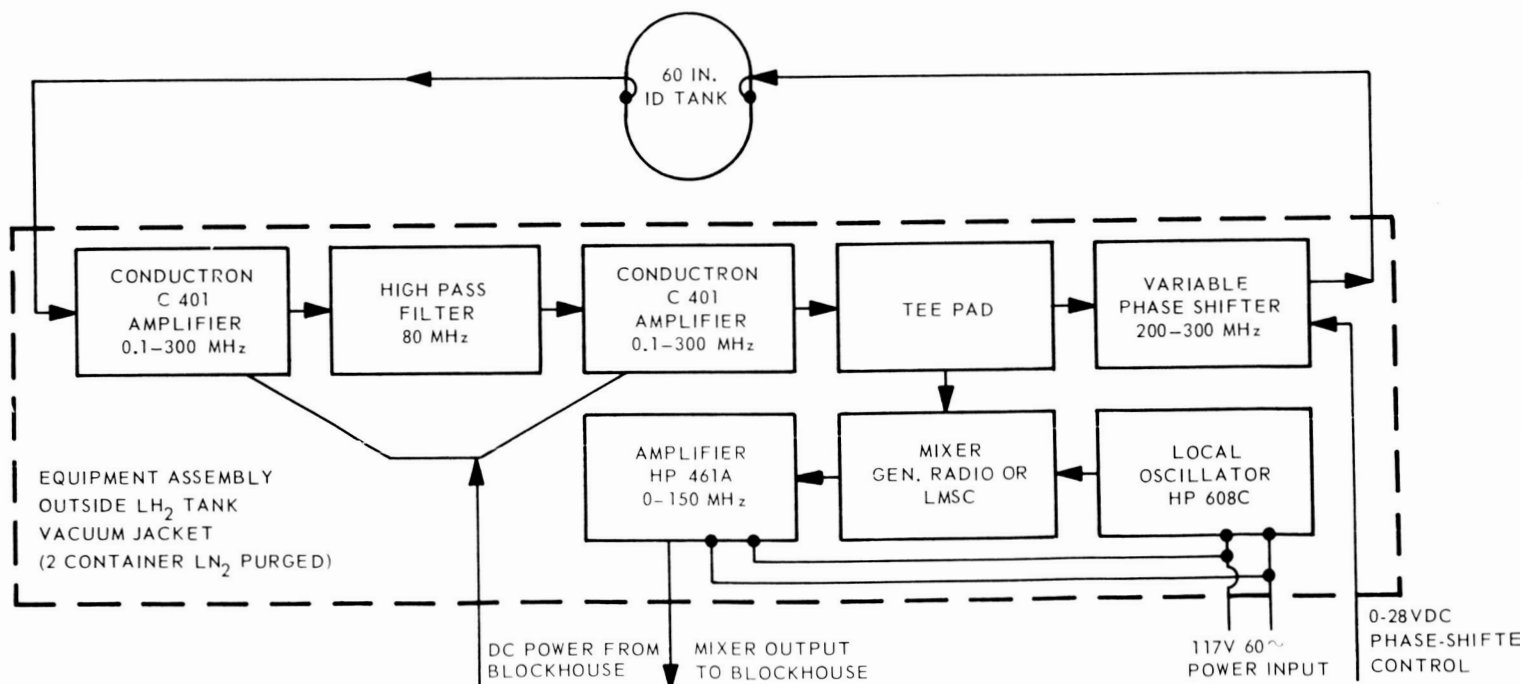 60 IN.
ID TANK
CONDUCTRON
C 401
AMPLIFIER
0.1–300 MHz
HIGH PASS
FILTER
80 MHz
CONDUCTRON
C 401
AMPLIFIER
0.1–300 MHz
TEE PAD
VARIABLE
PHASE SHIFTER
200–300 MHz
AMPLIFIER
HP 461A
0–150 MHz
MIXER
GEN. RADIO OR
LMSC
LOCAL
OSCILLATOR
HP 608C
EQUIPMENT ASSEMBLY
OUTSIDE LH2 TANK
VACUUM JACKET
(2 CONTAINER LN2 PURGED)
DC POWER FROM
BLOCKHOUSE
MIXER OUTPUT
TO BLOCKHOUSE
117V 60~
POWER INPUT
0-28VDC
PHASE-SHIFTE
CONTROL